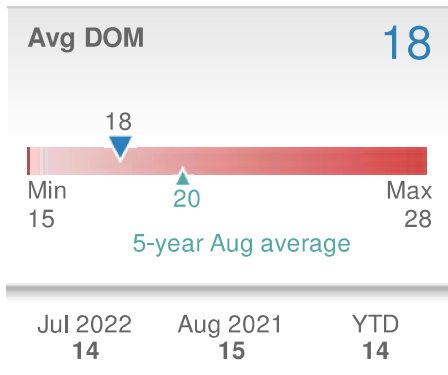 Avg DOM 18
18
Min Max
15 20 28
5-year Aug average
Jul 2022 Aug 2021 YTD
14 15 14